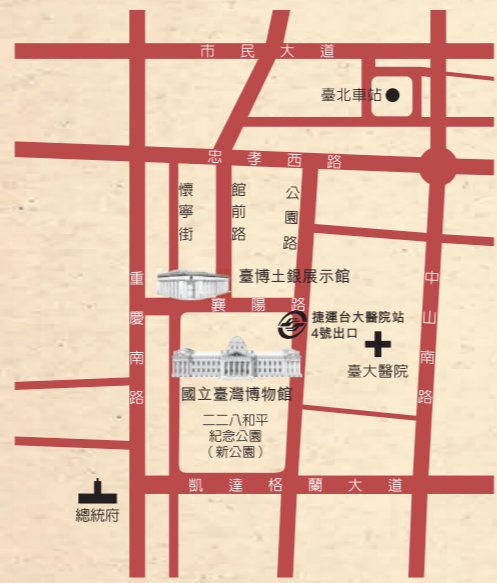 市民大道
臺北車站
忠孝西路
懷寧街
館前路
公園路
臺博土銀展示館
重慶南路
中山南路
襄陽路
捷運台大醫院站
4號出口
臺大醫院
國立臺灣博物館
二二八和平
紀念公園
（新公園）
凱達格蘭大道
總統府